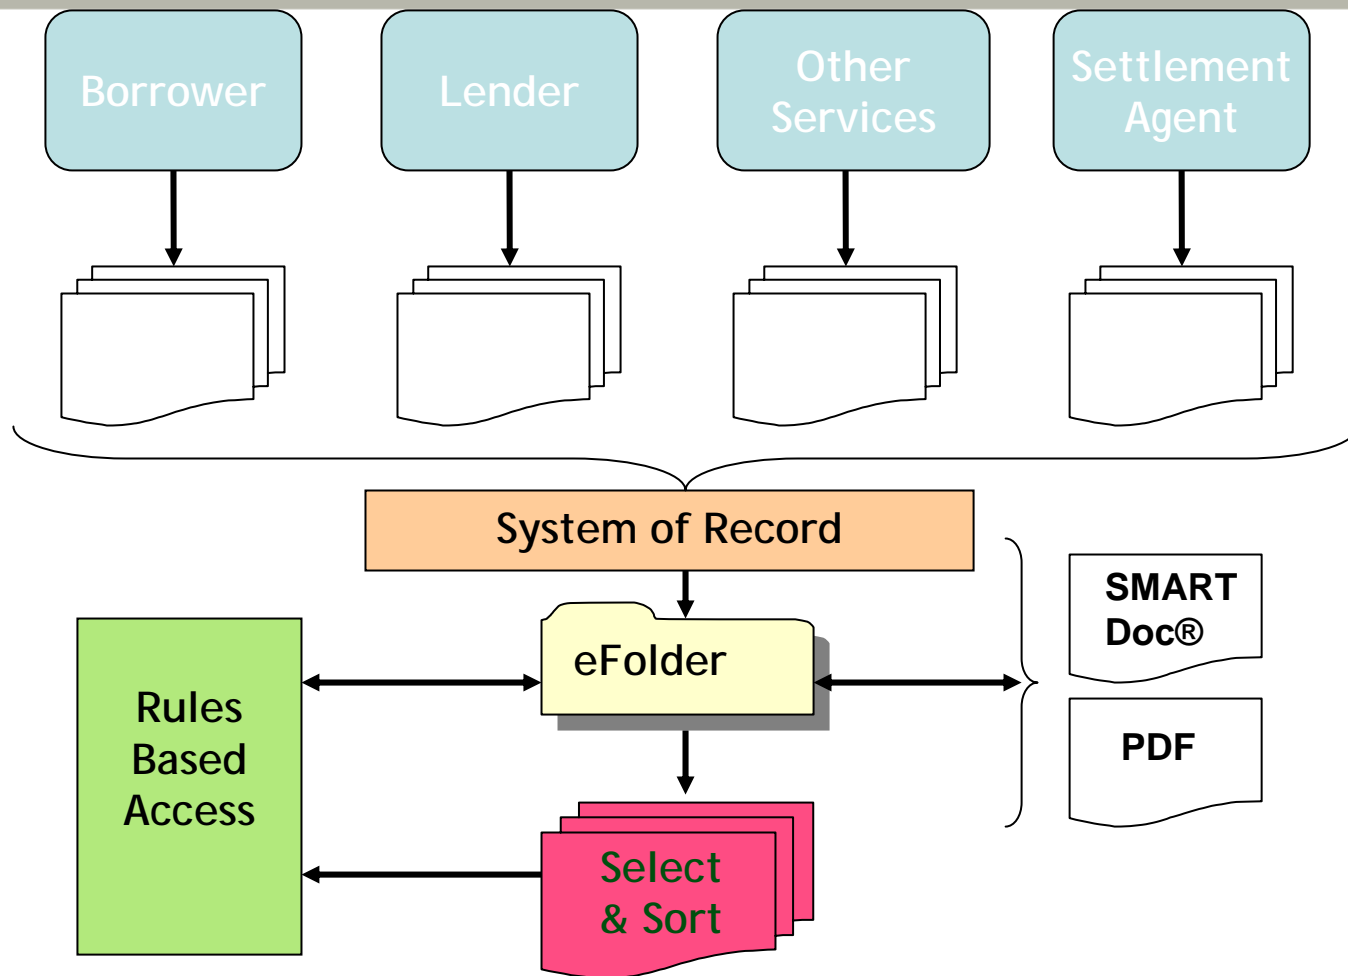 Borrower
Lender
Other
Services
Settlement
Agent
System of Record
SMART
Doc®
eFolder
Rules
Based
Access
PDF
Select
& Sort